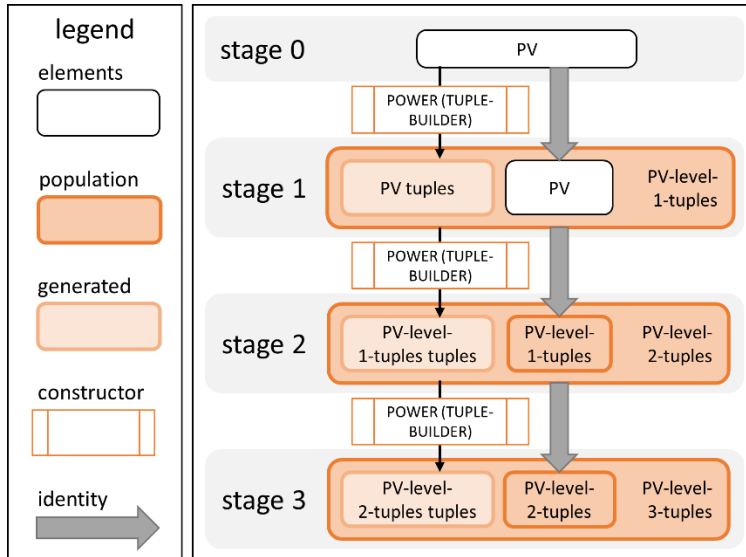 legend
elements
population
generated
constructor
identity
stage 0
PV
POWER (TUPLE-
BUILDER)
stage 1
PV tuples
PV
PV-level-
1-tuples
POWER (TUPLE-
BUILDER)
stage 2
PV-level-
1-tuples tuples
PV-level-
1-tuples
PV-level-
2-tuples
POWER (TUPLE-
BUILDER)
stage 3
PV-level-
2-tuples tuples
PV-level-
2-tuples
PV-level-
3-tuples